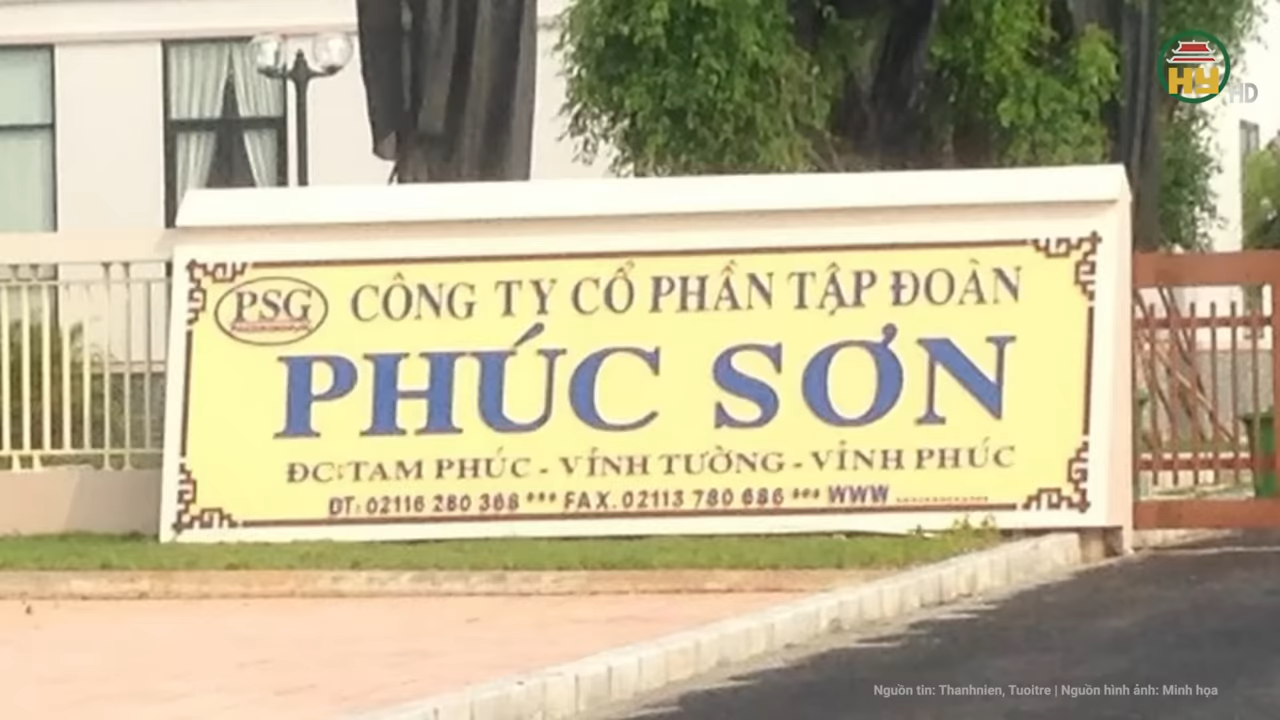 HY HD
PSG CÔNG TY CỔ PHẦN TẬP ĐOÀN
PHÚC SƠN
ĐC:TAM PHÚC - VĨNH TƯỜNG - VĨNH PHÚC
ĐT: 02116 280 368 *** FAX. 02113 780 686 *** WWW
Nguồn tin: Thanhnien, Tuoitre | Nguồn hình ảnh: Minh họa